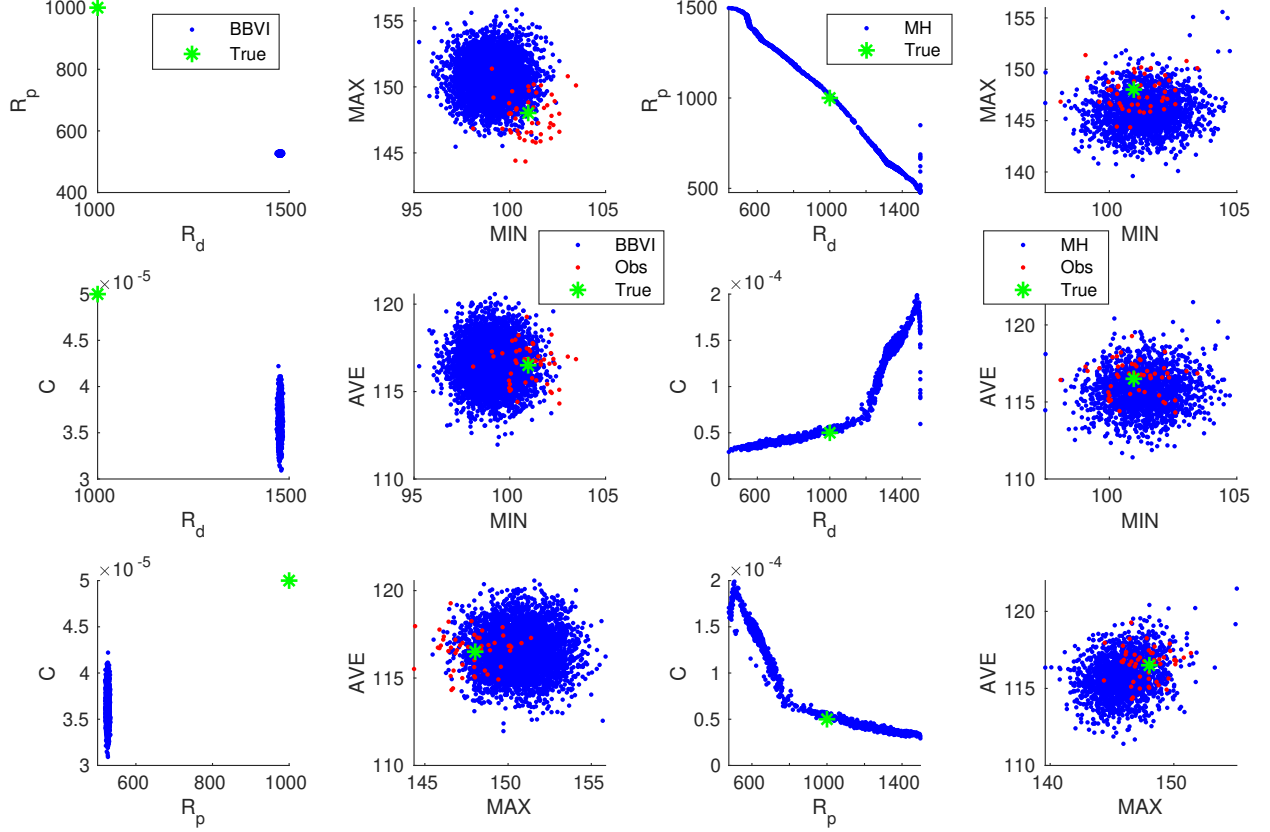 1000
800
600
400
R_p
1000
1500
R_d
BBVI
True
155
150
145
MAX
95
100
105
MIN
1500
1000
500
R_p
600
1000
1400
R_d
MH
True
155
150
145
140
MAX
100
105
MIN
× 10^-5
5
4.5
4
3.5
3
C
1000
1500
R_d
BBVI
Obs
True
120
115
110
AVE
95
100
105
MIN
× 10^-4
2
1.5
1
0.5
0
C
600
1000
1400
R_d
MH
Obs
True
120
115
110
AVE
100
105
MIN
× 10^-5
5
4.5
4
3.5
3
C
600
800
1000
R_p
120
115
110
AVE
145
150
155
MAX
× 10^-4
2
1.5
1
0.5
0
C
600
1000
1400
R_p
120
115
110
AVE
140
150
MAX